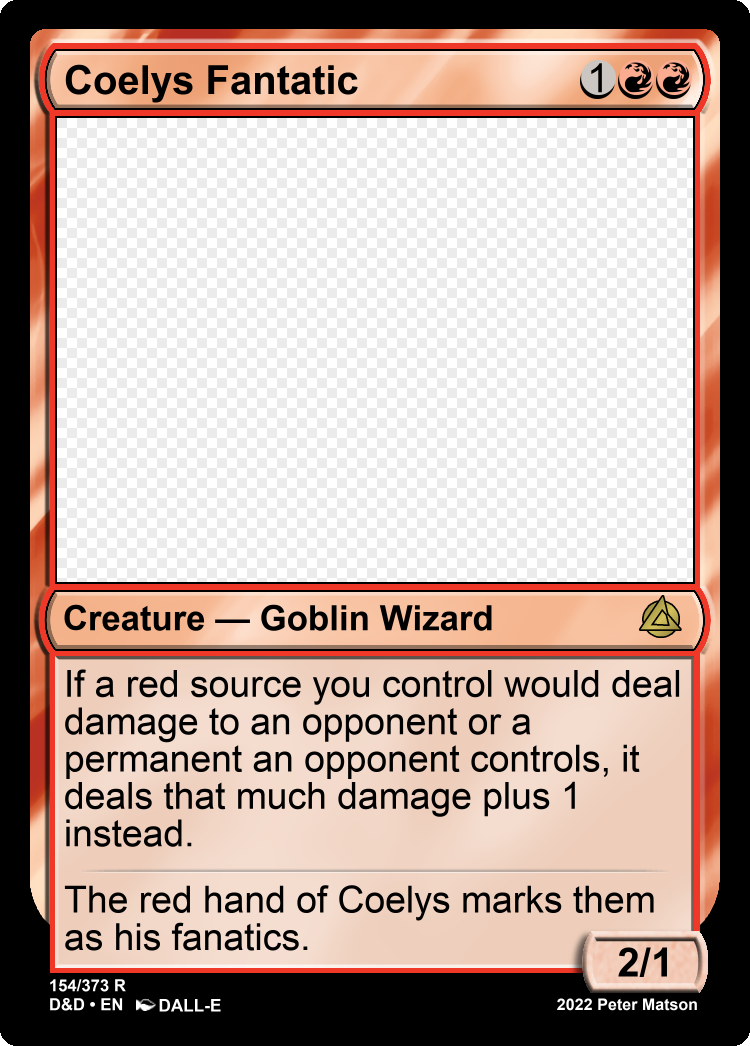 Coelys Fantatic 1
Creature — Goblin Wizard
If a red source you control would deal
damage to an opponent or a
permanent an opponent controls, it
deals that much damage plus 1
instead.
The red hand of Coelys marks them
as his fanatics.
2/1
154/373 R
D&D • EN DALL-E
2022 Peter Matson